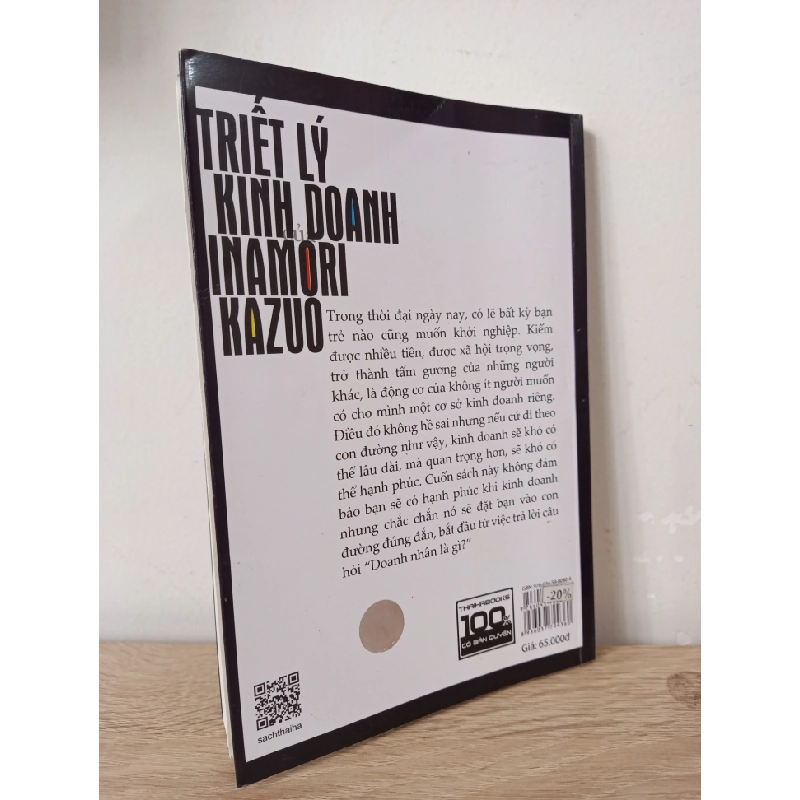 TRIẾT LÝ
KINH DOANH
của
INAMORI
KAZUO
Trong thời đại ngày nay, có lẽ bất kỳ bạn
trẻ nào cũng muốn khởi nghiệp. Kiếm
được nhiều tiền, được xã hội trọng vọng,
trở thành tấm gương của những người
khác, là động cơ của không ít người muốn
có cho mình một cơ sở kinh doanh riêng.
Điều đó không hề sai nhưng nếu cứ đi theo
con đường như vậy, kinh doanh sẽ khó có
thể lâu dài, mà quan trọng hơn, sẽ khó có
thể hạnh phúc. Cuốn sách này không đảm
bảo bạn sẽ có hạnh phúc khi kinh doanh
nhưng chắc chắn nó sẽ đặt bạn vào con
đường đúng đắn, bắt đầu từ việc trả lời câu
hỏi “Doanh nhân là gì?”
THAIHABOOKS
100%
CÓ BẢN QUYỀN
-20%
Giá: 65.000đ
sachthaiha